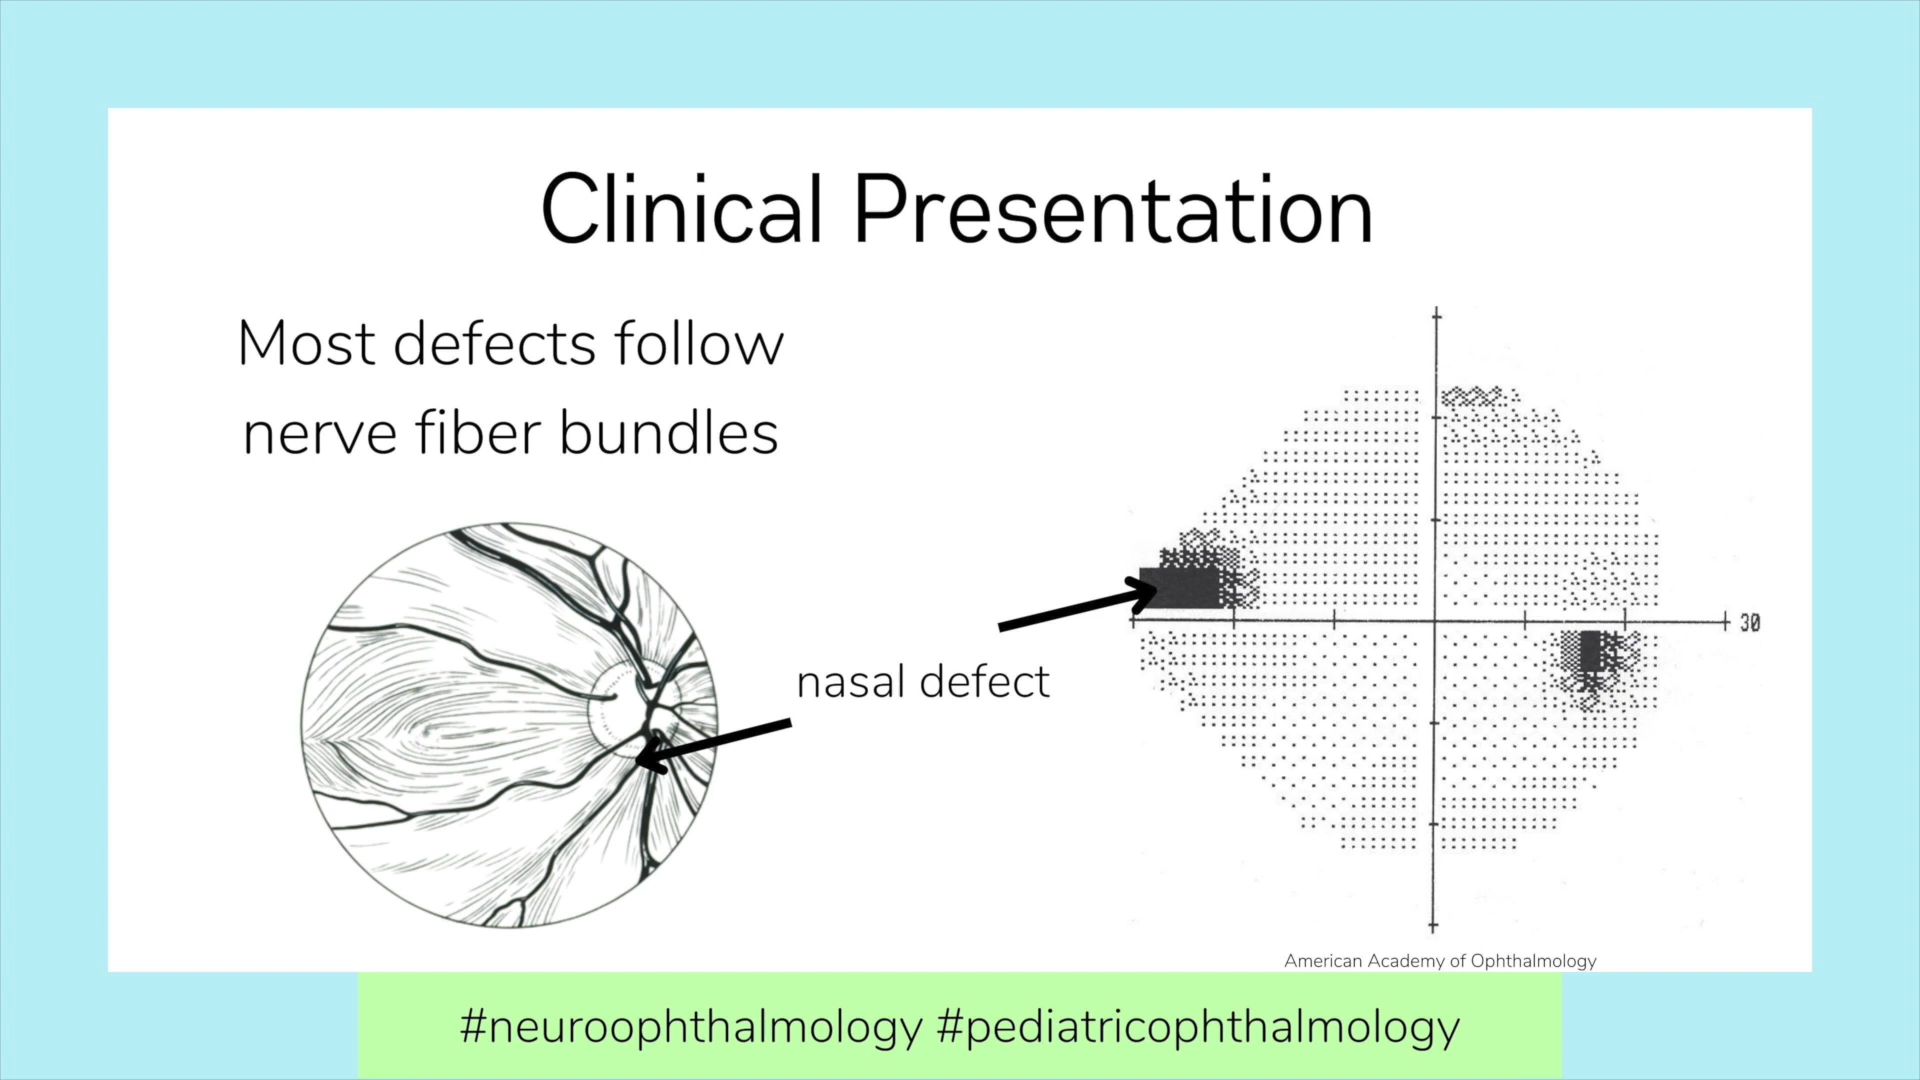 Clinical Presentation
Most defects follow
nerve fiber bundles
30
nasal defect
American Academy of Ophthalmology
#neuroophthalmology #pediatricophthalmology